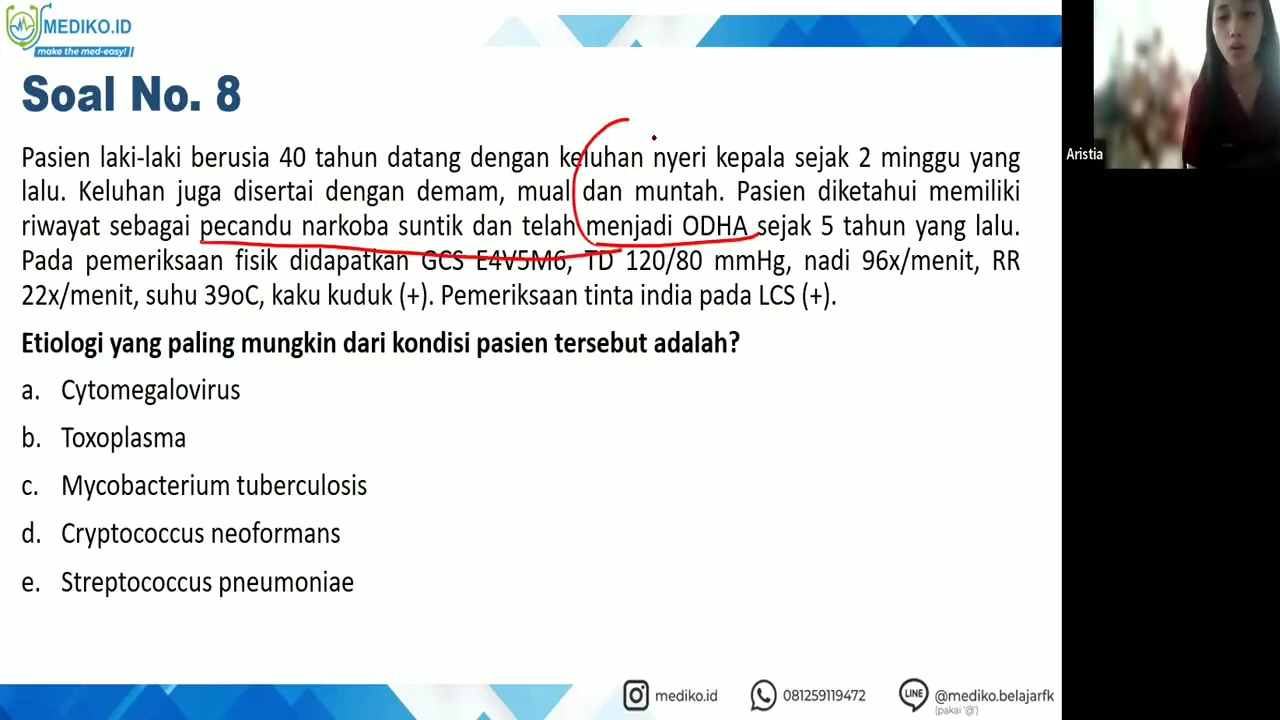 MEDIKO.ID
make the med-easy!
Soal No. 8
Pasien laki-laki berusia 40 tahun datang dengan keluhan nyeri kepala sejak 2 minggu yang
lalu. Keluhan juga disertai dengan demam, mual dan muntah. Pasien diketahui memiliki
riwayat sebagai pecandu narkoba suntik dan telah menjadi ODHA sejak 5 tahun yang lalu.
Pada pemeriksaan fisik didapatkan GCS E4V5M6, TD 120/80 mmHg, nadi 96x/menit, RR
22x/menit, suhu 39oC, kaku kuduk (+). Pemeriksaan tinta india pada LCS (+).
Etiologi yang paling mungkin dari kondisi pasien tersebut adalah?
a. Cytomegalovirus
b. Toxoplasma
c. Mycobacterium tuberculosis
d. Cryptococcus neoformans
e. Streptococcus pneumoniae
Aristia
mediko.id
081259119472
LINE
@mediko.belajarfk
(pakai '@')